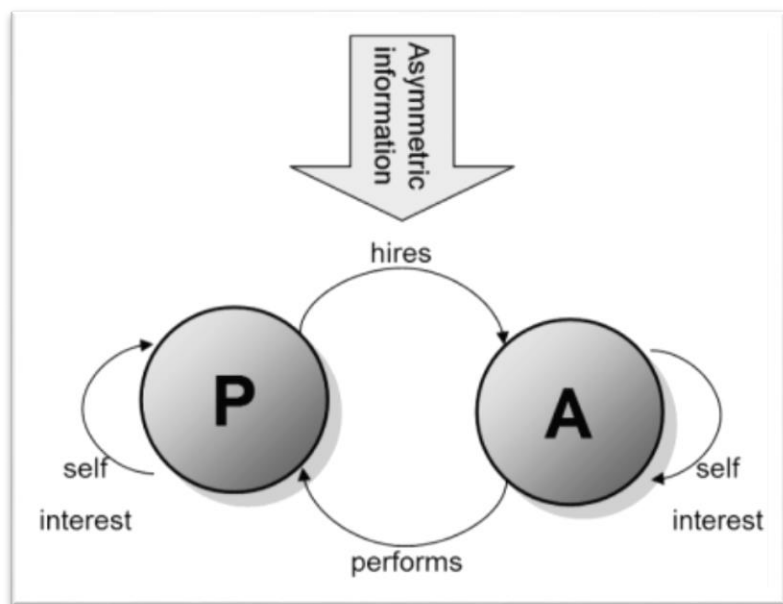 Asymmetric
information
hires
P
A
self
interest
self
interest
performs